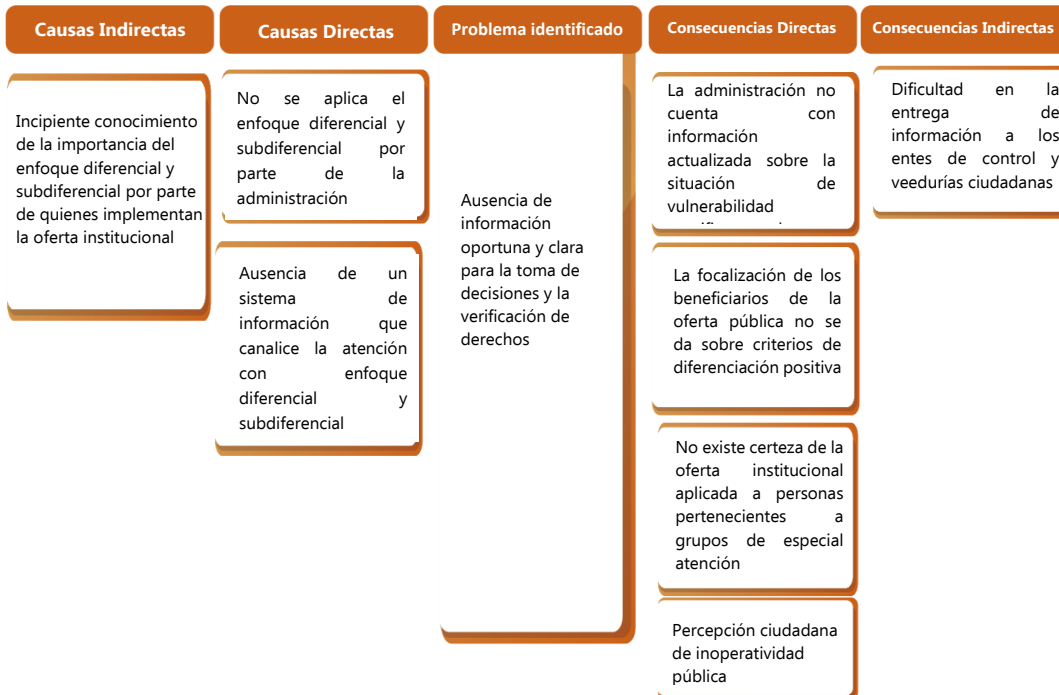 Causas Indirectas
Incipiente conocimiento
de la importancia del
enfoque diferencial y
subdiferencial por parte
de quienes implementan
la oferta institucional
Causas Directas
No se aplica el
enfoque diferencial y
subdiferencial por
parte de la
administración
Ausencia de un
sistema de
información que
canalice la atención
con enfoque
diferencial y
subdiferencial
Problema identificado
Ausencia de
información
oportuna y clara
para la toma de
decisiones y la
verificación de
derechos
Consecuencias Directas
La administración no
cuenta con
información
actualizada sobre la
situación de
vulnerabilidad
La focalización de los
beneficiarios de la
oferta pública no se
da sobre criterios de
diferenciación positiva
No existe certeza de la
oferta institucional
aplicada a personas
pertenecientes a
grupos de especial
atención
Percepción ciudadana
de inoperatividad
pública
Consecuencias Indirectas
Dificultad en la
entrega de
información a los
entes de control y
veedurías ciudadanas